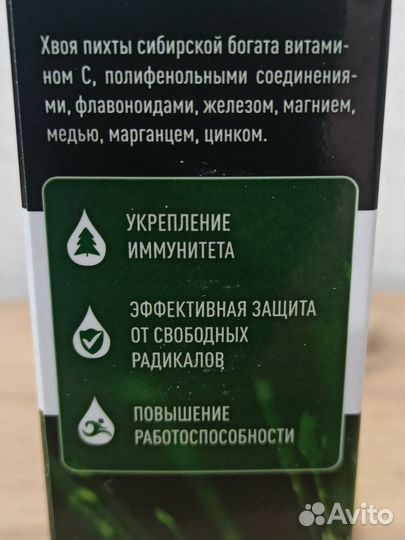 Хвоя пихты сибирской богата витами-
ном С, полифенольными соединения-
ми, флавоноидами, железом, магнием,
медью, марганцем, цинком.
УКРЕПЛЕНИЕ
ИММУНИТЕТА
ЭФФЕКТИВНАЯ ЗАЩИТА
ОТ СВОБОДНЫХ
РАДИКАЛОВ
ПОВЫШЕНИЕ
РАБОТОСПОСОБНОСТИ
Avito